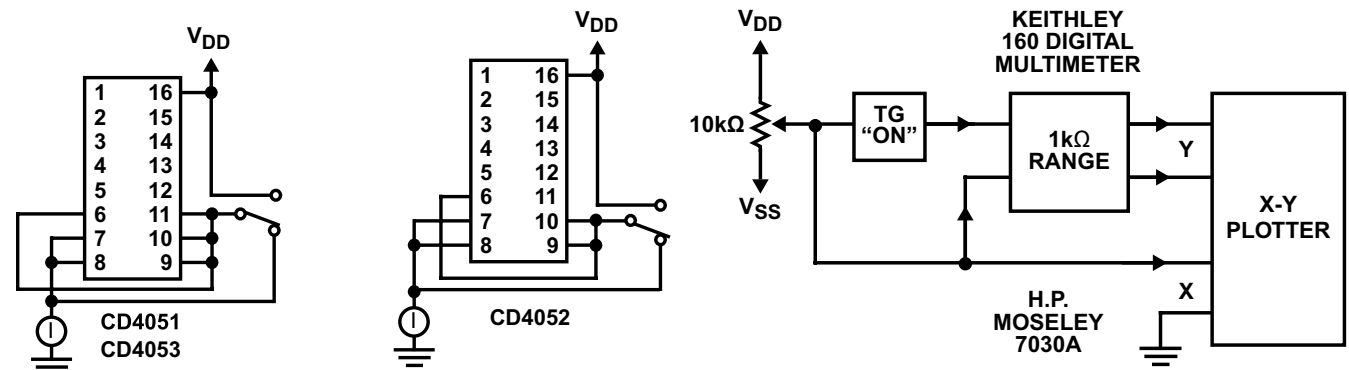 VDD
1 16
2 15
3 14
4 13
5 12
6 11
7 10
8 9
I
CD4051
CD4053
VDD
1 16
2 15
3 14
4 13
5 12
6 11
7 10
8 9
I
CD4052
VDD
10kΩ
VSS
TG
“ON”
KEITHLEY
160 DIGITAL
MULTIMETER
1kΩ
RANGE
Y
X
X-Y
PLOTTER
H.P.
MOSELEY
7030A